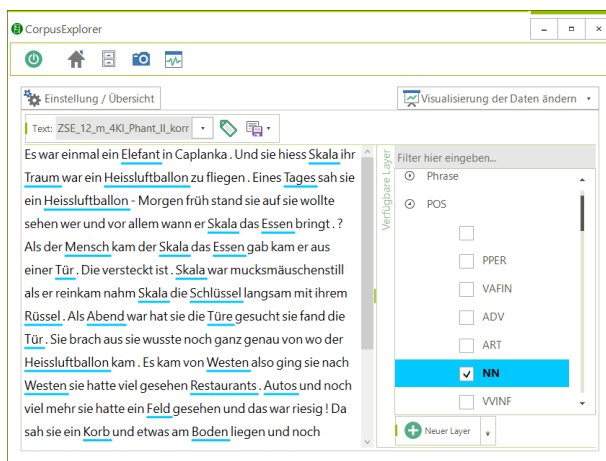 CorpusExplorer
Einstellung / Übersicht
Visualisierung der Daten ändern
Text: ZSE_12_m_4KI_Phant_II_korr
Es war einmal ein Elefant in Caplanka . Und sie hiess Skala ihr
Traum war ein Heissluftballon zu fliegen . Eines Tages sah sie
ein Heissluftballon - Morgen früh stand sie auf sie wollte
sehen wer und vor allem wann er Skala das Essen bringt . ?
Als der Mensch kam der Skala das Essen gab kam er aus
einer Tür . Die versteckt ist . Skala war mucksmäuschenstill
als er reinkam nahm Skala die Schlüssel langsam mit ihrem
Rüssel . Als Abend war hat sie die Türe gesucht sie fand die
Tür . Sie brach aus sie wusste noch ganz genau von wo der
Heissluftballon kam . Es kam von Westen also ging sie nach
Westen sie hatte viel gesehen Restaurants . Autos und noch
viel mehr sie hatte ein Feld gesehen und das war riesig ! Da
sah sie ein Korb und etwas am Boden liegen und noch
Verfügbare Layer
Filter hier eingeben...
Phrase
POS
PPER
VAFIN
ADV
ART
NN
VVINF
Neuer Layer